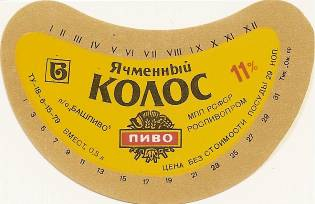 I II III IV V VI VII VIII IX X XI XII
Б
Ячменный
КОЛОС
11%
ТУ-18-6-15-79
п/о „БАШПИВО"
ВМЕСТ. 0,5 л
МПП РСФСР
РОСПИВОПРОМ
ПИВО
ЦЕНА БЕЗ СТОИМОСТИ ПОСУДЫ 29 КОП
1 3 5 7 9 11 13 15 17 19 21 23 25 27 29 31